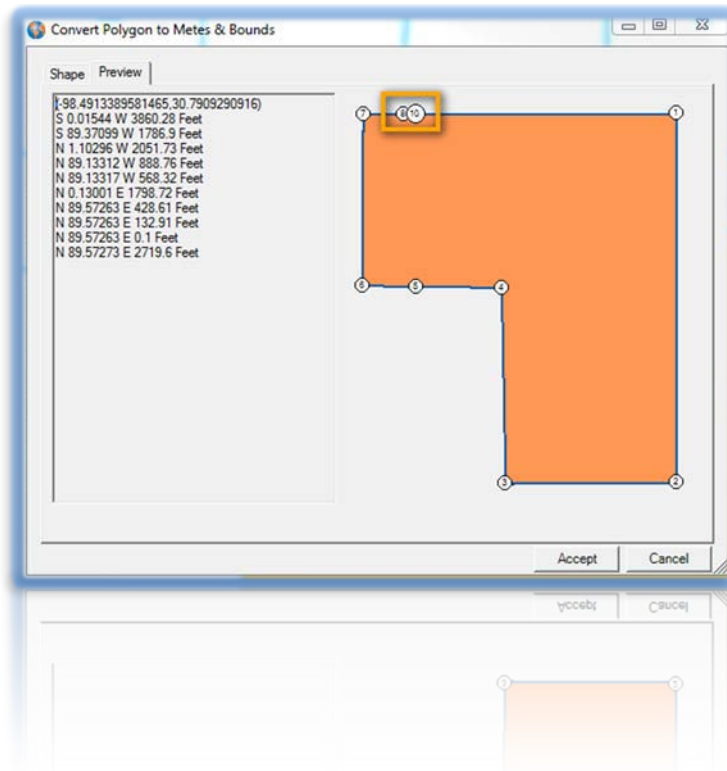 Convert Polygon to Metes & Bounds
Shape Preview
(-98.4913389581465,30.7909290916)
S 0.01544 W 3860.28 Feet
S 89.37099 W 1786.9 Feet
N 1.10296 W 2051.73 Feet
N 89.13312 W 888.76 Feet
N 89.13317 W 568.32 Feet
N 0.13001 E 1798.72 Feet
N 89.57263 E 428.61 Feet
N 89.57263 E 132.91 Feet
N 89.57263 E 0.1 Feet
N 89.57273 E 2719.6 Feet
7 8 10 1
6 5 4
3 2
Accept Cancel